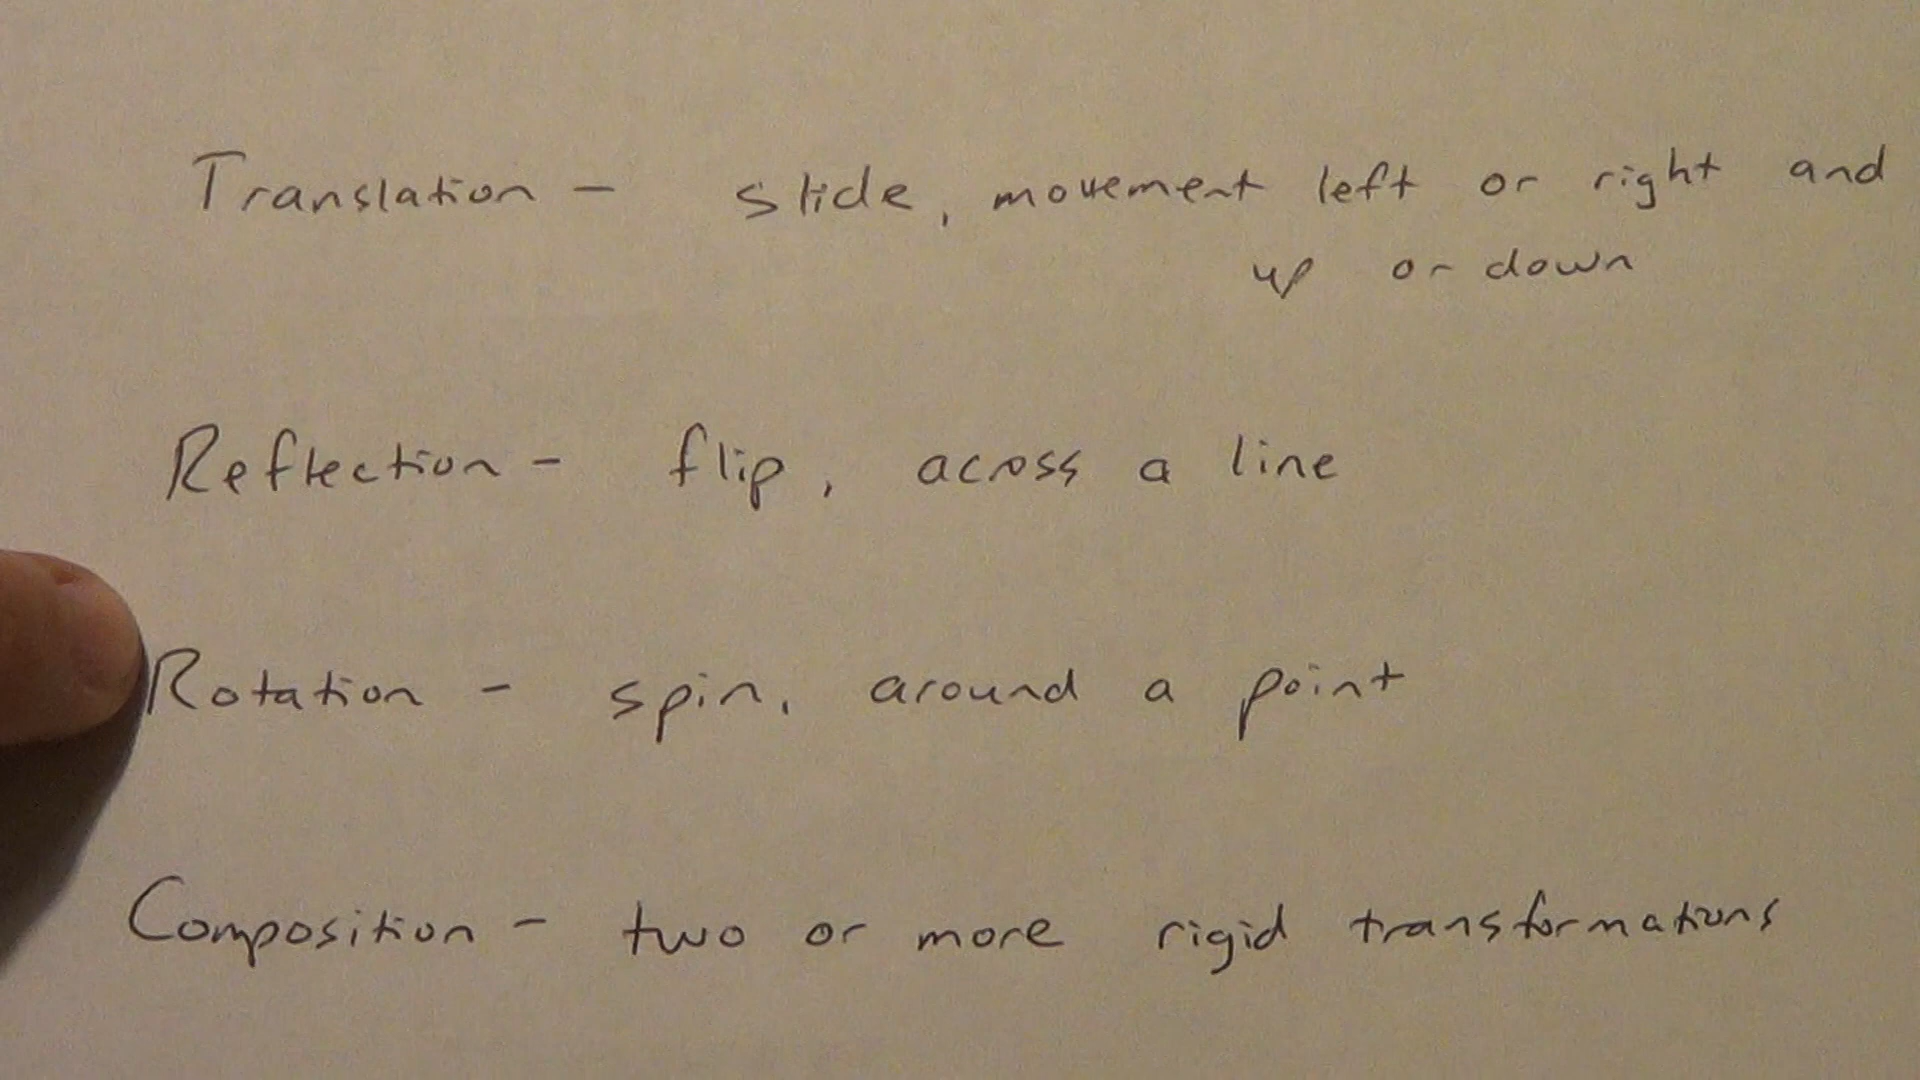 Translation - slide, movement left or right and
up or down
Reflection - flip, across a line
Rotation - spin, around a point
Composition - two or more rigid transformations